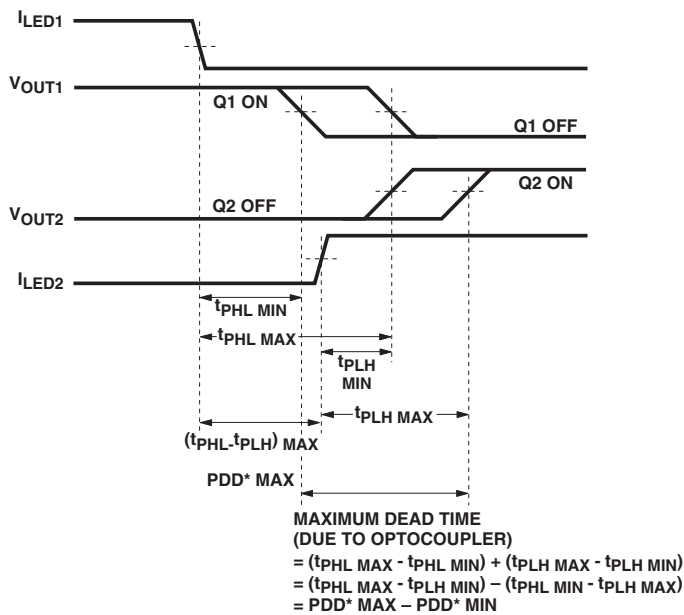 ILED1
VOUT1
Q1 ON
Q1 OFF
Q2 OFF
Q2 ON
VOUT2
ILED2
tPHL MIN
tPHL MAX
tPLH
MIN
tPLH MAX
(tPHL-tPLH) MAX
PDD* MAX
MAXIMUM DEAD TIME
(DUE TO OPTOCOUPLER)
= (tPHL MAX - tPHL MIN) + (tPLH MAX - tPLH MIN)
= (tPHL MAX - tPLH MIN) – (tPHL MIN - tPLH MAX)
= PDD* MAX – PDD* MIN